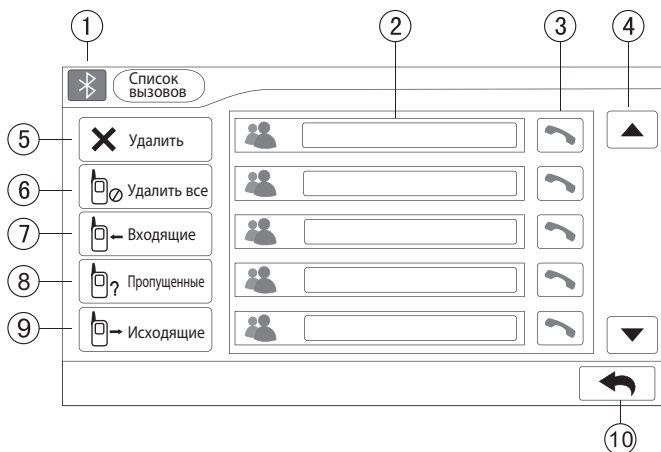 1 2 3 4
Список
вызовов
5 Удалить
6 Удалить все
7 Входящие
8 ? Пропущенные
9 Исходящие
10